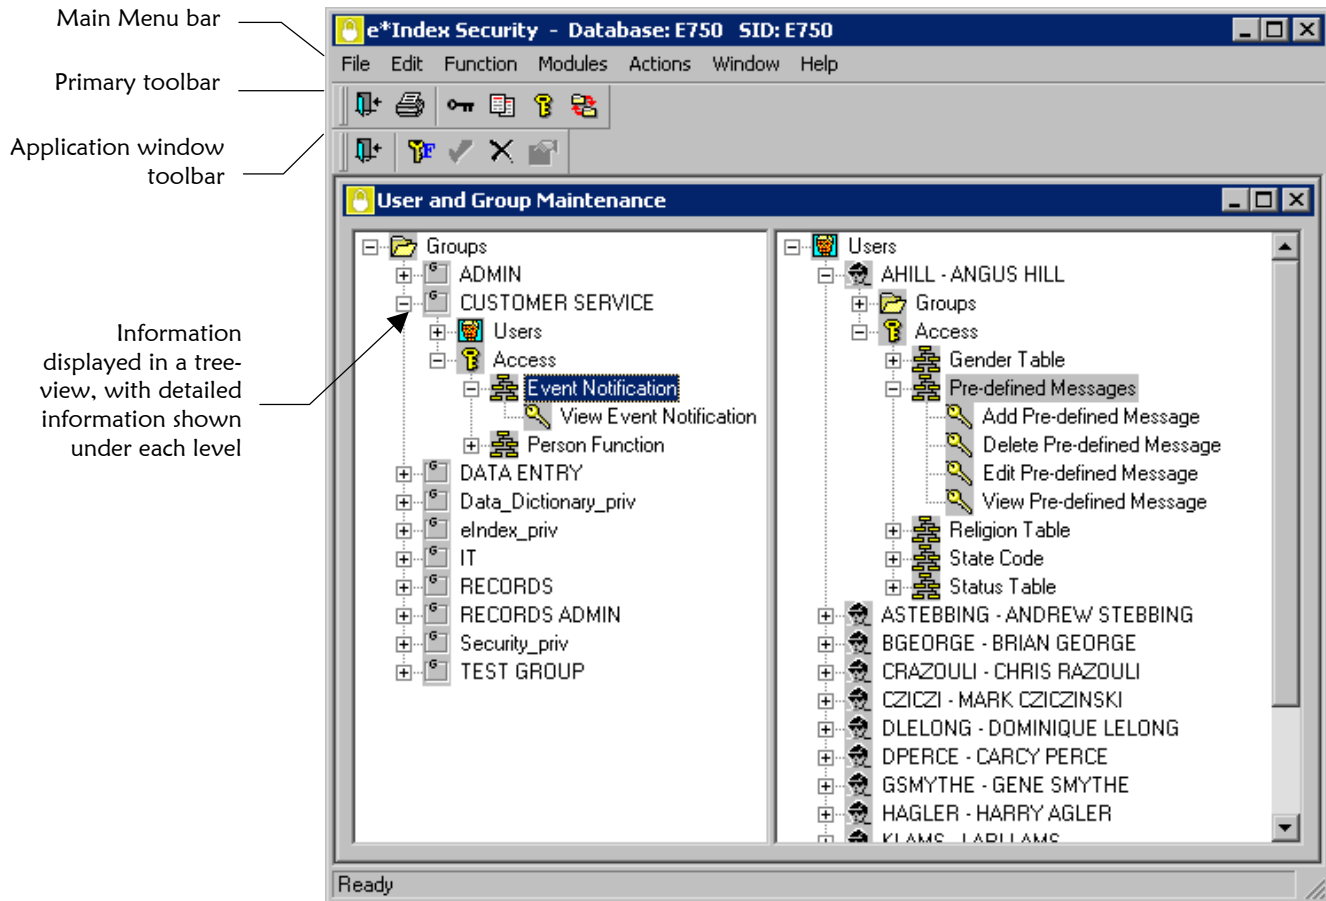 Main Menu bar
Primary toolbar
Application window
toolbar
Information
displayed in a tree-
view, with detailed
information shown
under each level
e*Index Security - Database: E750 SID: E750
File Edit Function Modules Actions Window Help
F
User and Group Maintenance
Groups
ADMIN
CUSTOMER SERVICE
Users
Access
Event Notification
View Event Notification
Person Function
DATA ENTRY
Data_Dictionary_priv
eIndex_priv
IT
RECORDS
RECORDS ADMIN
Security_priv
TEST GROUP
Users
AHILL - ANGUS HILL
Groups
Access
Gender Table
Pre-defined Messages
Add Pre-defined Message
Delete Pre-defined Message
Edit Pre-defined Message
View Pre-defined Message
Religion Table
State Code
Status Table
ASTEBBING - ANDREW STEBBING
BGEORGE - BRIAN GEORGE
CRAZOULI - CHRIS RAZOULI
CZICZI - MARK CZICZINSKI
DLELONG - DOMINIQUE LELONG
DPERCE - CARCY PERCE
GSMYTHE - GENE SMYTHE
HAGLER - HARRY AGLER
Ready